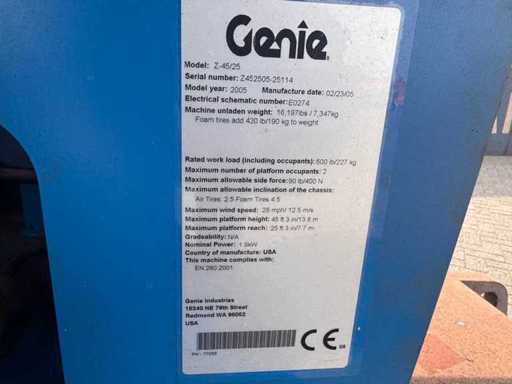 Genie
Model: Z-45/25
Serial number: Z452505-25114
Model year: 2005 Manufacture date: 02/23/05
Electrical schematic number: E0274
Machine unladen weight: 16,197lbs / 7,347kg
Foam tires add 420 lb/190 kg to weight
Rated work load (including occupants): 500 lb/227 kg
Maximum number of platform occupants: 2
Maximum allowable side force: 90 lb/400 N
Maximum allowable inclination of the chassis:
Air Tires: 2.5 Foam Tires 4.5
Maximum wind speed: 28 mph/ 12.5 m/s
Maximum platform height: 45 ft 3 in/13.8 m
Maximum platform reach: 25 ft 3 in/7.7 m
Gradeability: N/A
Nominal Power:
Country of manufacture: USA
This machine complies with:
EN 280:2001
Genie Industries
18340 NE 76th Street
Redmond WA 98052
USA
CE